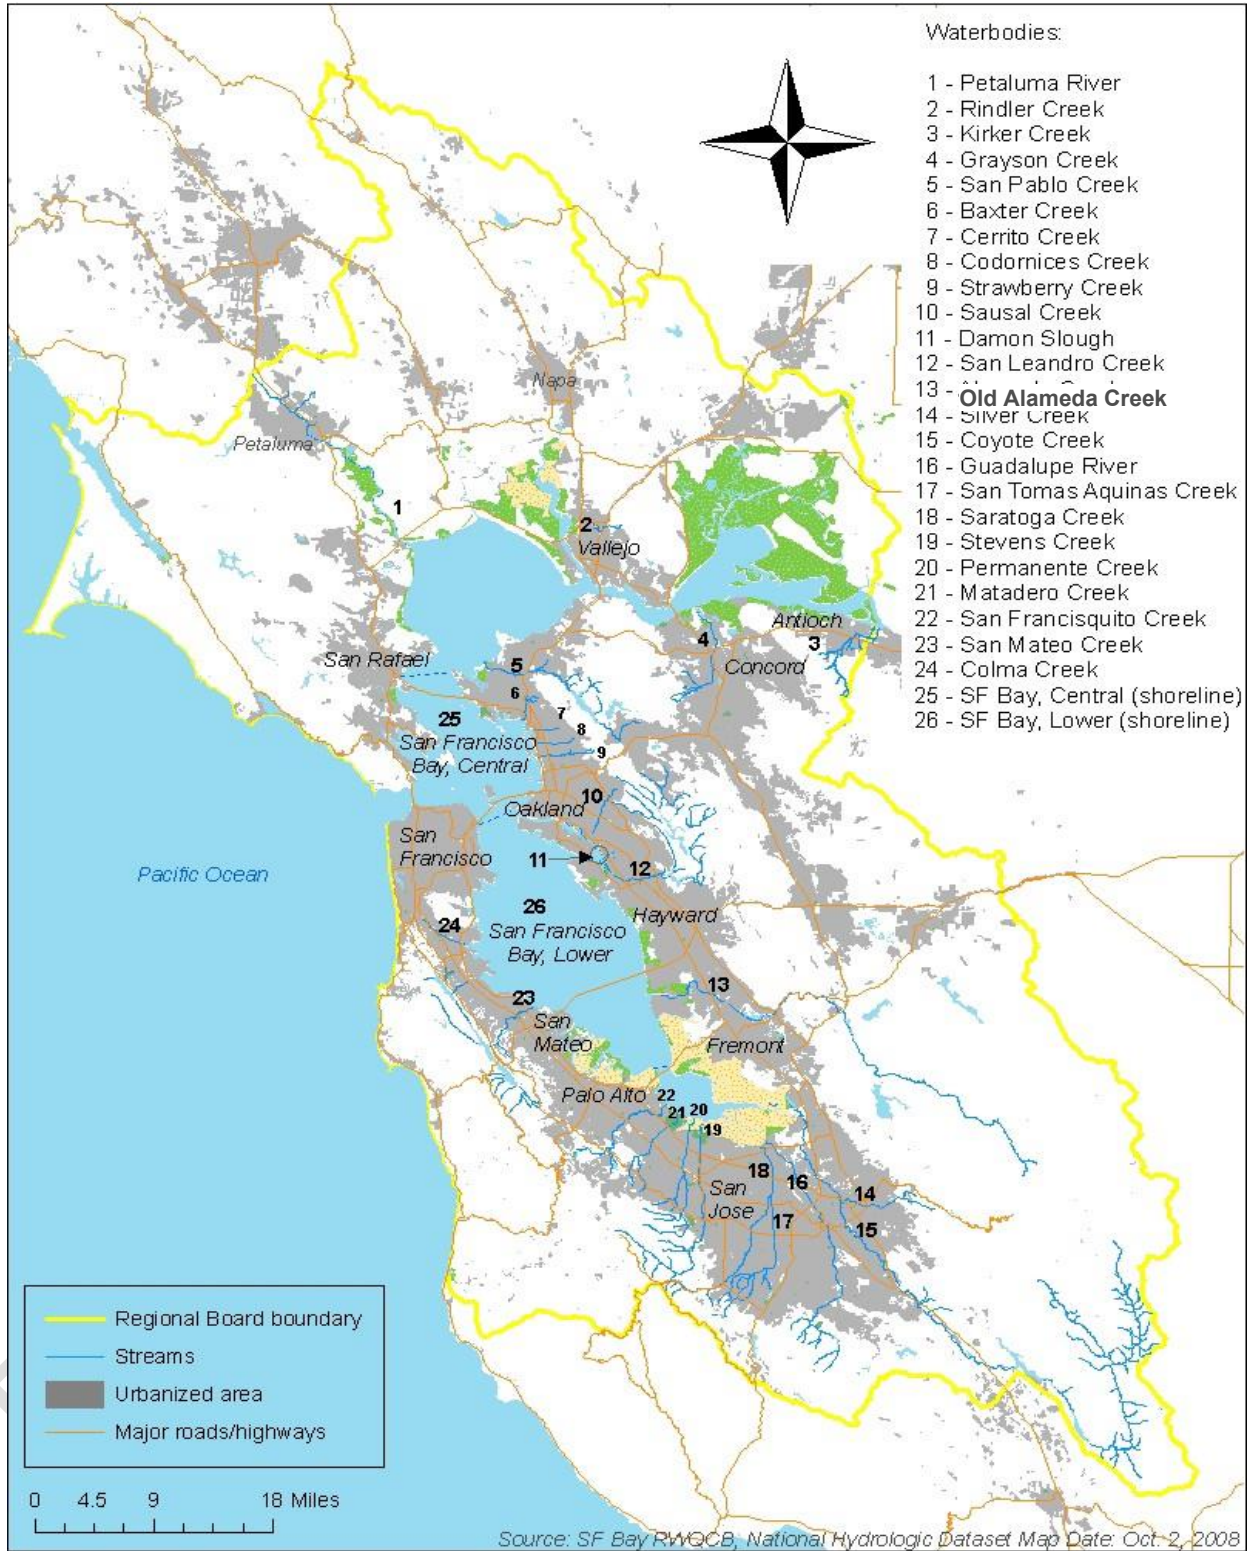 Waterbodies:
1 - Petaluma River
2 - Rindler Creek
3 - Kirker Creek
4 - Grayson Creek
5 - San Pablo Creek
6 - Baxter Creek
7 - Cerrito Creek
8 - Codornices Creek
9 - Strawberry Creek
10 - Sausal Creek
11 - Damon Slough
12 - San Leandro Creek
13 - Old Alameda Creek
14 - Silver Creek
15 - Coyote Creek
16 - Guadalupe River
17 - San Tomas Aquinas Creek
18 - Saratoga Creek
19 - Stevens Creek
20 - Permanente Creek
21 - Matadero Creek
22 - San Francisquito Creek
23 - San Mateo Creek
24 - Colma Creek
25 - SF Bay, Central (shoreline)
26 - SF Bay, Lower (shoreline)
Napa
Petaluma
1
2
Vallejo
Antioch
4
3
Concord
San Rafael
5
6
7
25
8
San Francisco
Bay, Central
9
10
Oakland
San
Francisco
11
12
Pacific Ocean
26
Hayward
24
San Francisco
Bay, Lower
13
23
San
Mateo
Fremont
Palo Alto
22
21
20
19
18
San
Jose
16
14
17
15
Regional Board boundary
Streams
Urbanized area
Major roads/highways
0 4.5 9 18 Miles
Source: SF Bay RWQCB, National Hydrologic Dataset Map Date: Oct. 2, 2008